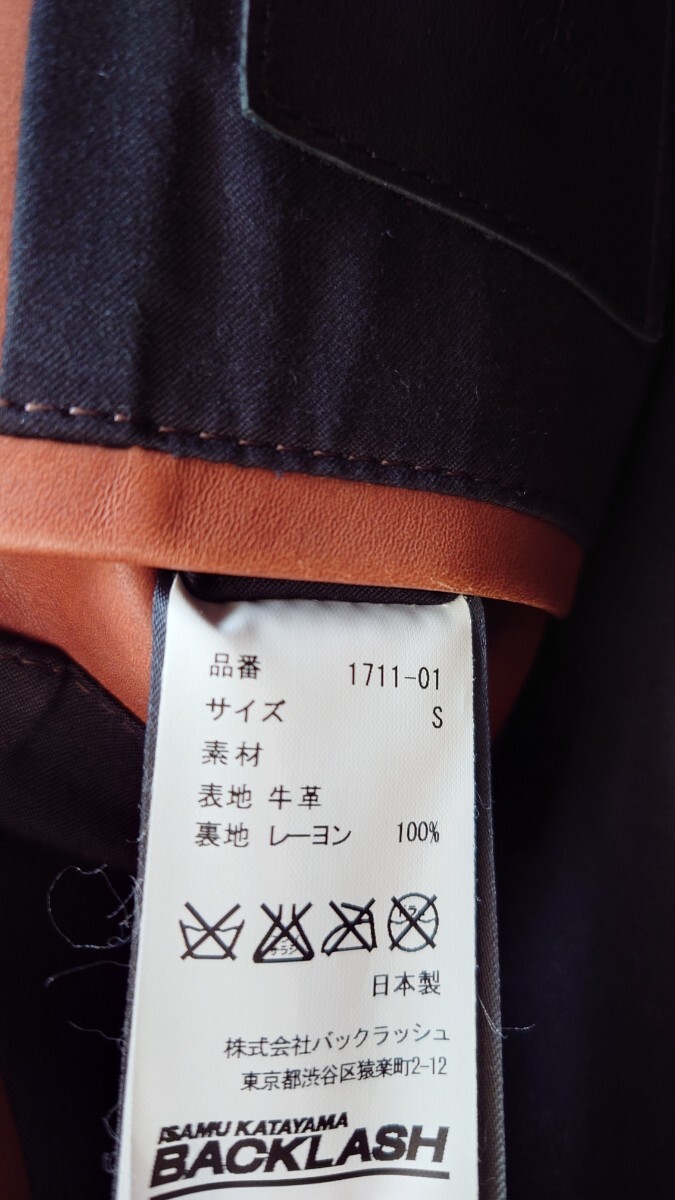 品番 1711-01
サイズ S
素材
表地 牛革
裏地 レーヨン 100%
日本製
株式会社バックラッシュ
東京都渋谷区猿楽町2-12
ISAMU KATAYAMA
BACKLASH